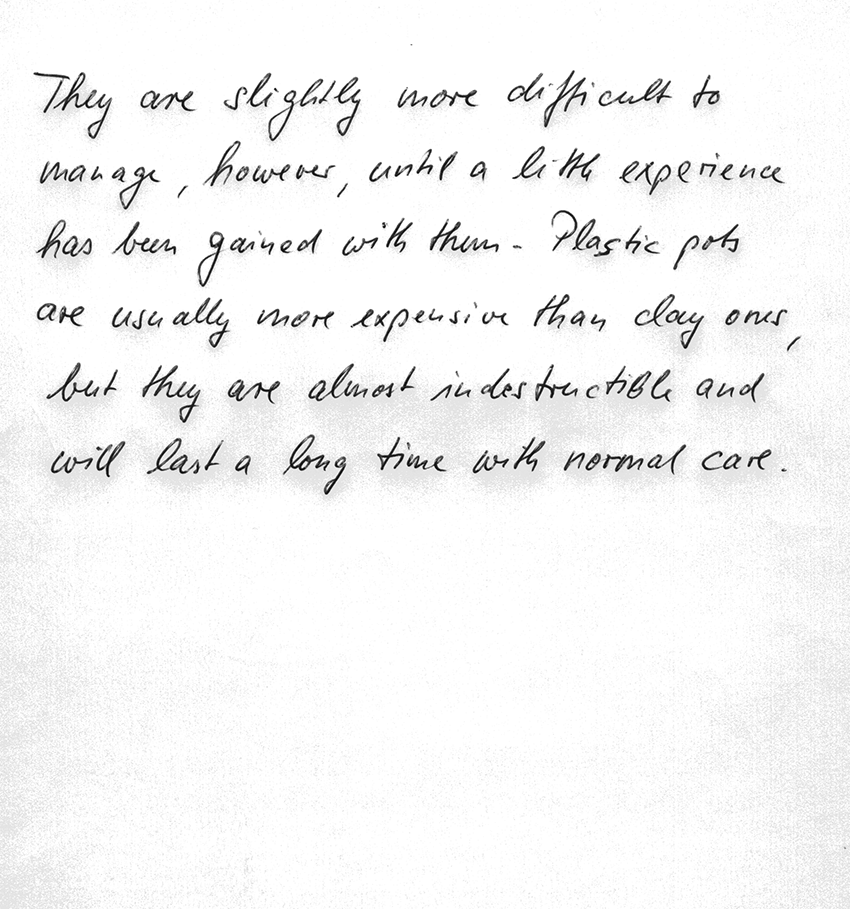 They are slightly more difficult to
manage, however, until a little experience
has been gained with them. Plastic pots
are usually more expensive than clay ones,
but they are almost indestructible and
will last a long time with normal care.